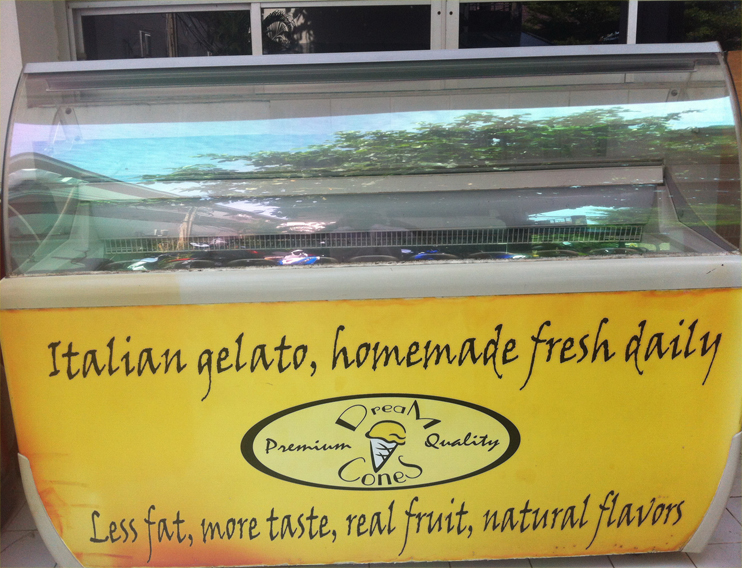 Italian gelato, homemade fresh daily
Dream
Premium Quality
Cones
Less fat, more taste, real fruit, natural flavors